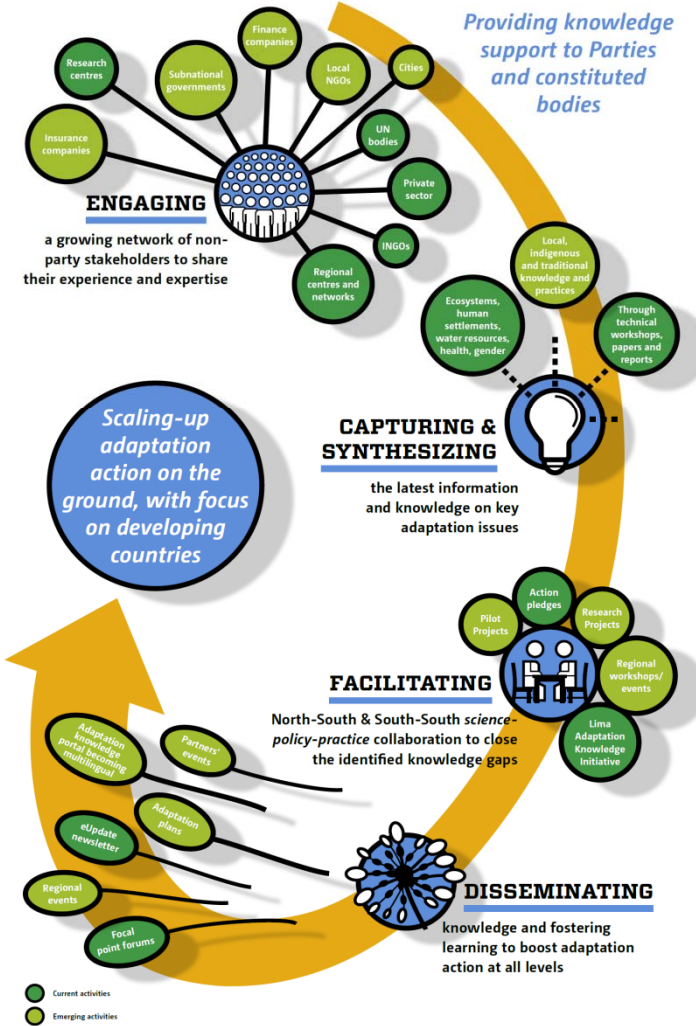 Providing knowledge
support to Parties
and constituted
bodies
Finance
companies
Research
centres
Subnational
governments
Local
NGOs
Cities
Insurance
companies
UN
bodies
Private
sector
INGOs
Regional
centres and
networks
ENGAGING
a growing network of non-
party stakeholders to share
their experience and expertise
Local,
indigenous
and traditional
knowledge and
practices
Ecosystems,
human
settlements,
water resources,
health, gender
Through
technical
workshops,
papers and
reports
CAPTURING &
SYNTHESIZING
the latest information
and knowledge on key
adaptation issues
Scaling-up
adaptation
action on the
ground, with focus
on developing
countries
Action
pledges
Pilot
Projects
Research
Projects
Regional
workshops/
events
Lima
Adaptation
Knowledge
Initiative
FACILITATING
North-South & South-South science-
policy-practice collaboration to close
the identified knowledge gaps
Adaptation
knowledge
portal becoming
multilingual
Partners'
events
Adaptation
plans
eUpdate
newsletter
Regional
events
Focal
point forums
DISSEMINATING
knowledge and fostering
learning to boost adaptation
action at all levels
Current activities
Emerging activities